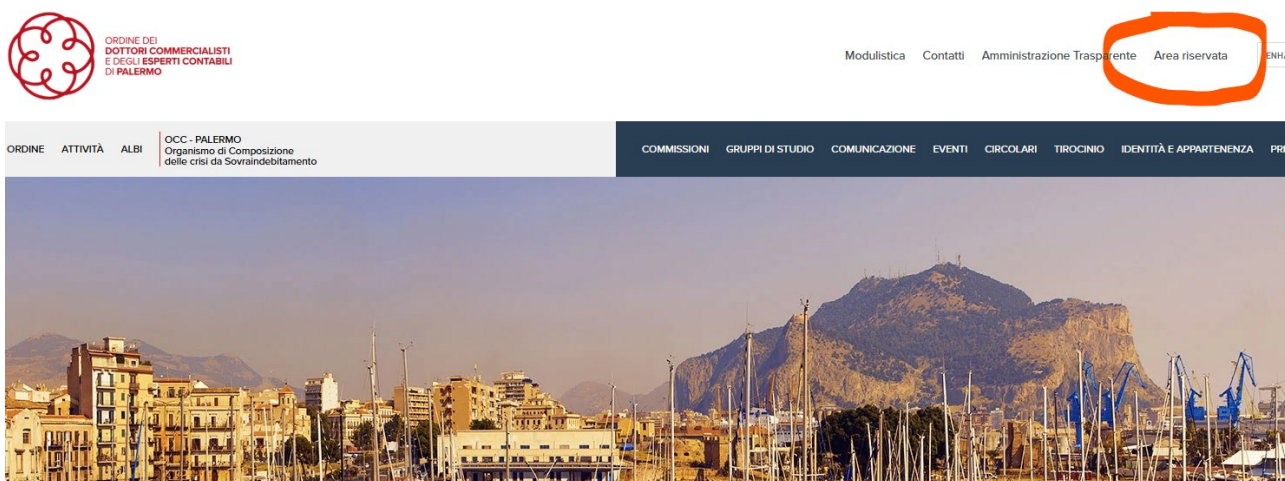 ORDINE DEI
DOTTORI COMMERCIALISTI
E DEGLI ESPERTI CONTABILI
DI PALERMO
Modulistica Contatti Amministrazione Trasparente Area riservata
ORDINE ATTIVITÀ ALBI
OCC - PALERMO
Organismo di Composizione
delle crisi da Sovraindebitamento
COMMISSIONI GRUPPI DI STUDIO COMUNICAZIONE EVENTI CIRCOLARI TIROCINIO IDENTITÀ E APPARTENENZA